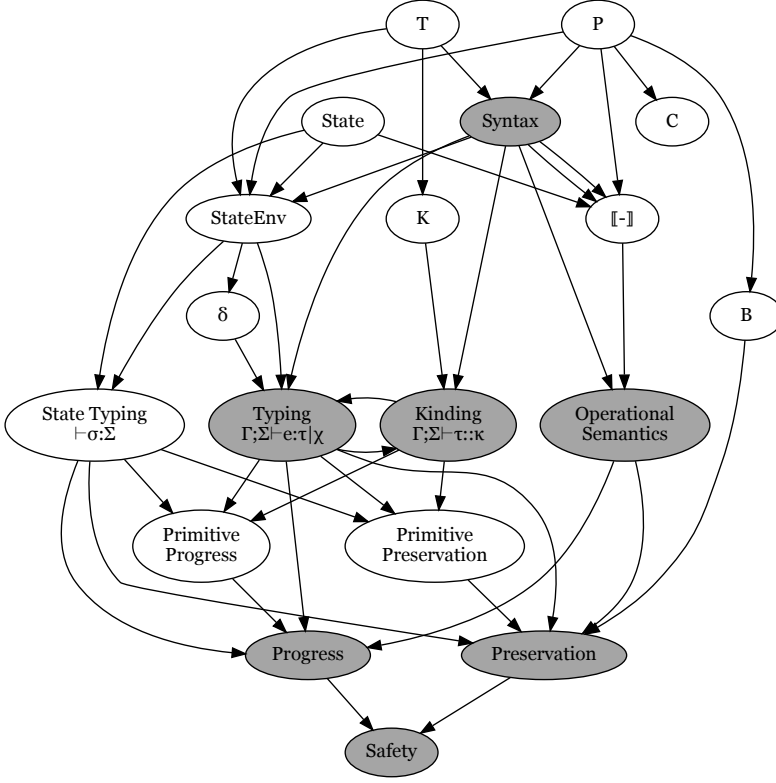 T
P
State
Syntax
C
StateEnv
K
⟦-⟧
δ
B
State Typing
⊢σ:Σ
Typing
Γ;Σ⊢e:τ|χ
Kinding
Γ;Σ⊢τ::κ
Operational
Semantics
Primitive
Progress
Primitive
Preservation
Progress
Preservation
Safety